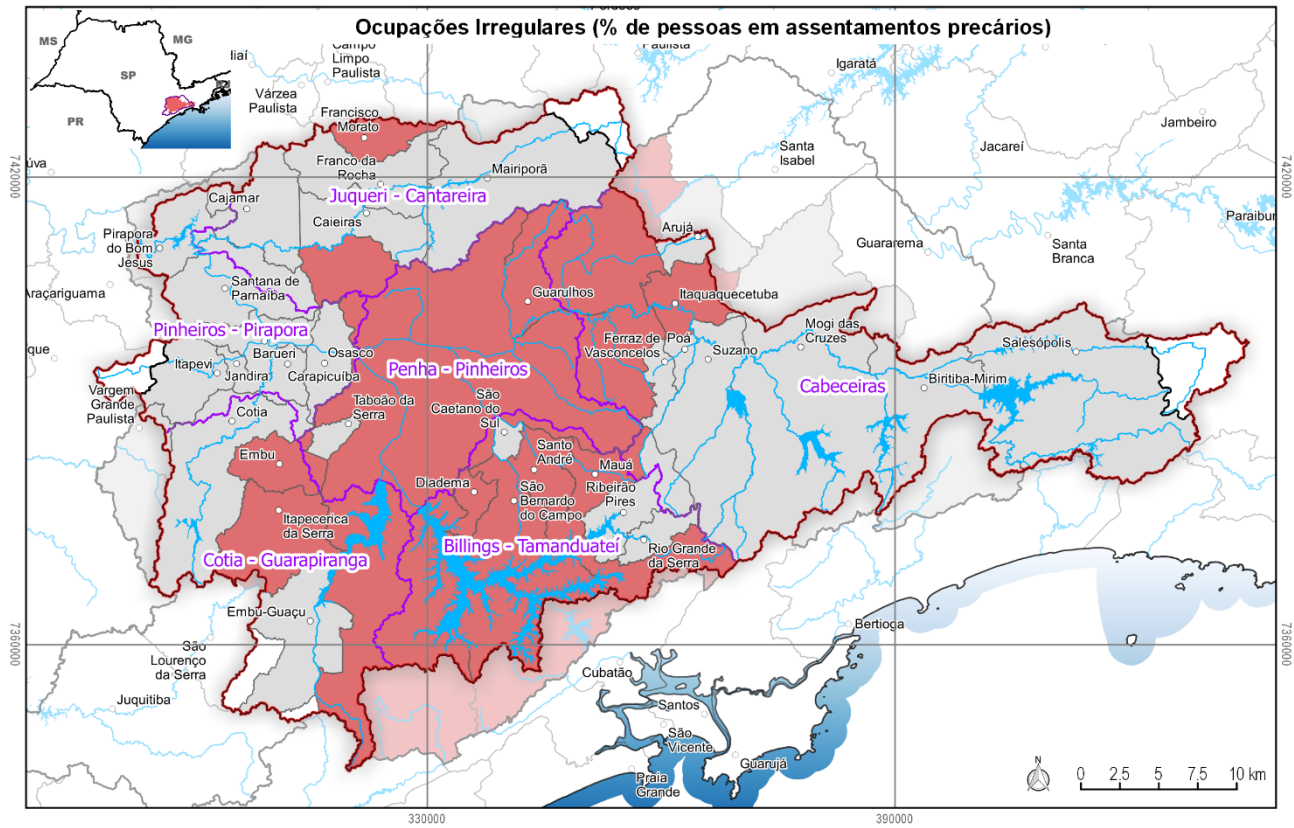 Ocupações Irregulares (% de pessoas em assentamentos precários)
MS
MG
SP
PR
Campo
Limpo
Paulista
Várzea
Paulista
Paulista
Igaratá
Jambeiro
Jacareí
Santa
Isabel
Francisco
Morato
Franco da
Rocha
Mairiporã
Juqueri - Cantareira
Cajamar
Caieiras
Pirapora
do Bom
Jesus
Arujá
Guararema
Santa
Branca
Paraibun
Araçariguama
Santana de
Parnaíba
Guarulhos
Itaquaquecetuba
Pinheiros - Pirapora
Itapevi
Barueri
Jandira
Carapicuíba
Osasco
Penha - Pinheiros
Ferraz de
Vasconcelos
Poá
Suzano
Mogi das
Cruzes
Salesópolis
Biritiba-Mirim
Cabeceiras
Vargem
Grande
Paulista
Cotia
Taboão da
Serra
São
Caetano do
Sul
Embu
Santo
André
Mauá
Diadema
São
Bernardo
do Campo
Ribeirão
Pires
Itapecerica
da Serra
Cotia - Guarapiranga
Billings - Tamanduateí
Rio Grande
da Serra
Embu-Guaçu
São
Lourenço
da Serra
Juquitiba
Bertioga
Cubatão
Santos
São
Vicente
Guarujá
Praia
Grande
N
0 2.5 5 7.5 10 km
7420000
7420000
7360000
7360000
330000
390000